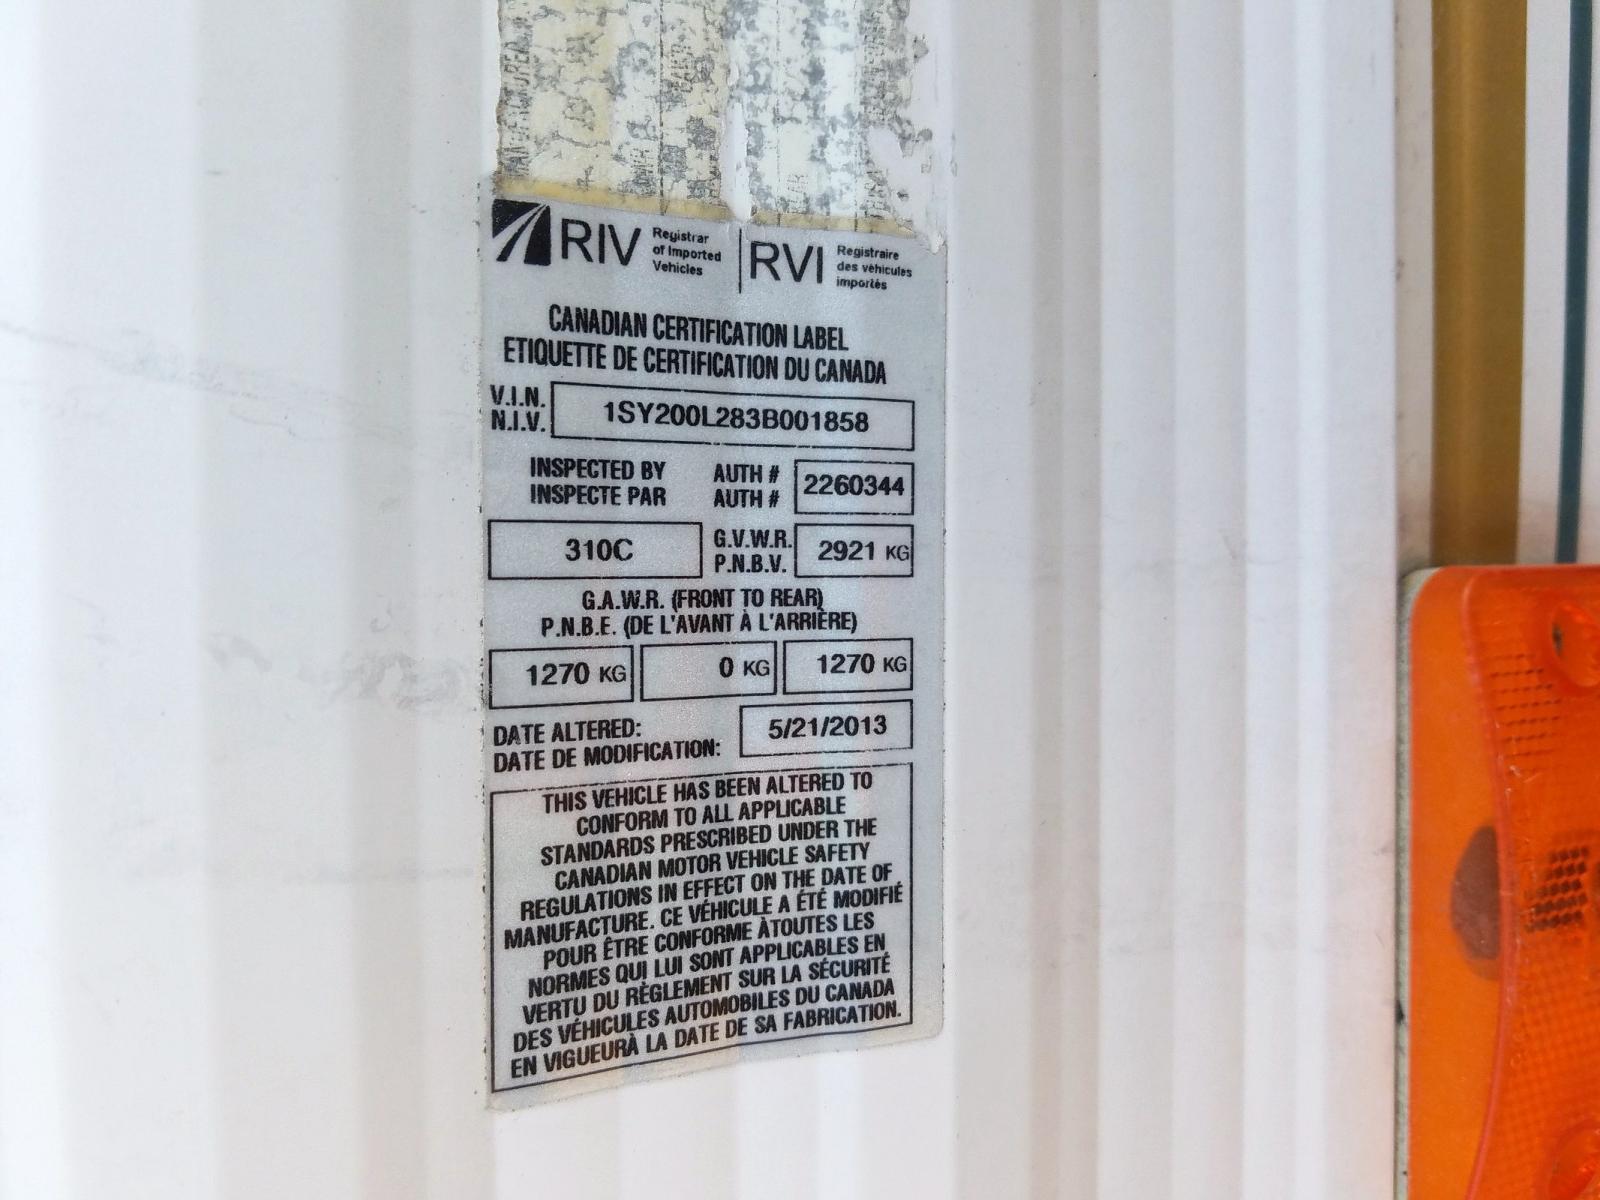 RIV Registrar of Imported Vehicles | RVI Registraire des véhicules importés
CANADIAN CERTIFICATION LABEL
ETIQUETTE DE CERTIFICATION DU CANADA
V.I.N.
N.I.V.
1SY200L283B001858
INSPECTED BY
INSPECTE PAR
AUTH #
AUTH #
2260344
310C
G.V.W.R.
P.N.B.V.
2921 KG
G.A.W.R. (FRONT TO REAR)
P.N.B.E. (DE L'AVANT À L'ARRIÈRE)
1270 KG 0 KG 1270 KG
DATE ALTERED:
DATE DE MODIFICATION:
5/21/2013
THIS VEHICLE HAS BEEN ALTERED TO
CONFORM TO ALL APPLICABLE
STANDARDS PRESCRIBED UNDER THE
CANADIAN MOTOR VEHICLE SAFETY
REGULATIONS IN EFFECT ON THE DATE OF
MANUFACTURE. CE VÉHICULE A ÉTÉ MODIFIÉ
POUR ÊTRE CONFORME ÀTOUTES LES
NORMES QUI LUI SONT APPLICABLES EN
VERTU DU RÈGLEMENT SUR LA SÉCURITÉ
DES VÉHICULES AUTOMOBILES DU CANADA
EN VIGUEURÀ LA DATE DE SA FABRICATION.